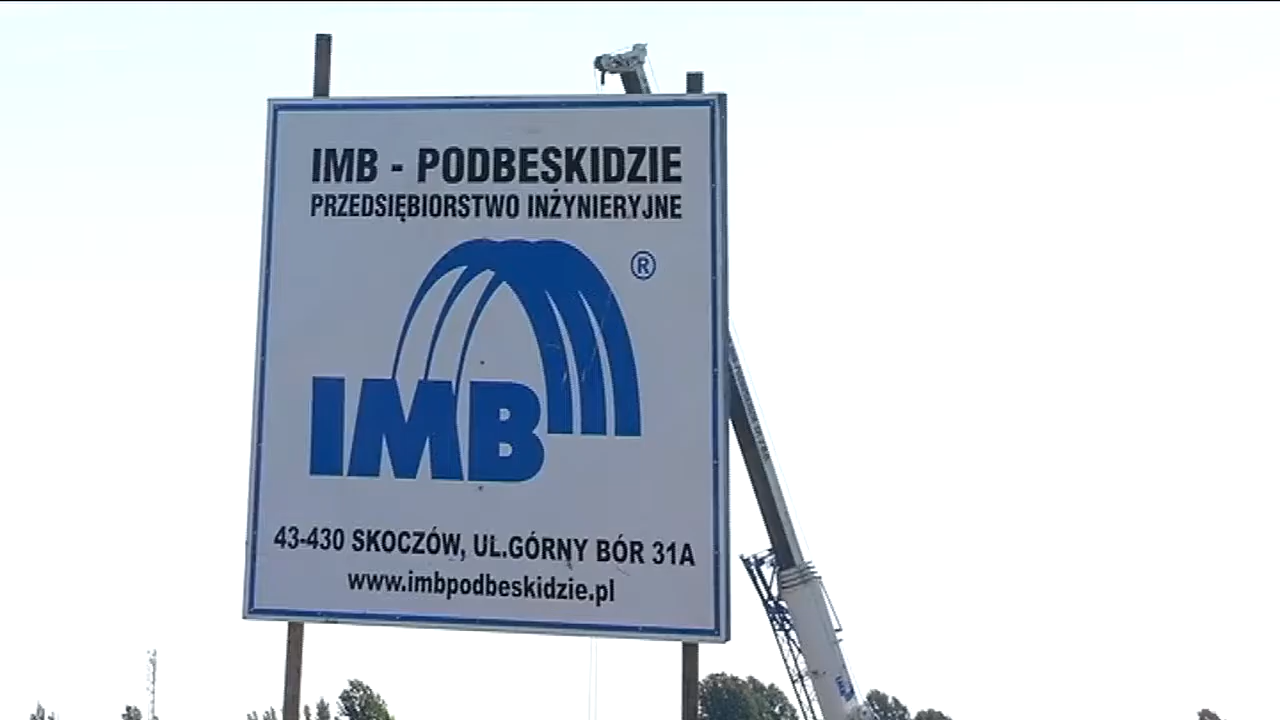 IMB - PODBESKIDZIE
PRZEDSIĘBIORSTWO INŻYNIERYJNE
®
IMB
43-430 SKOCZÓW, UL.GÓRNY BÓR 31A
www.imbpodbeskidzie.pl